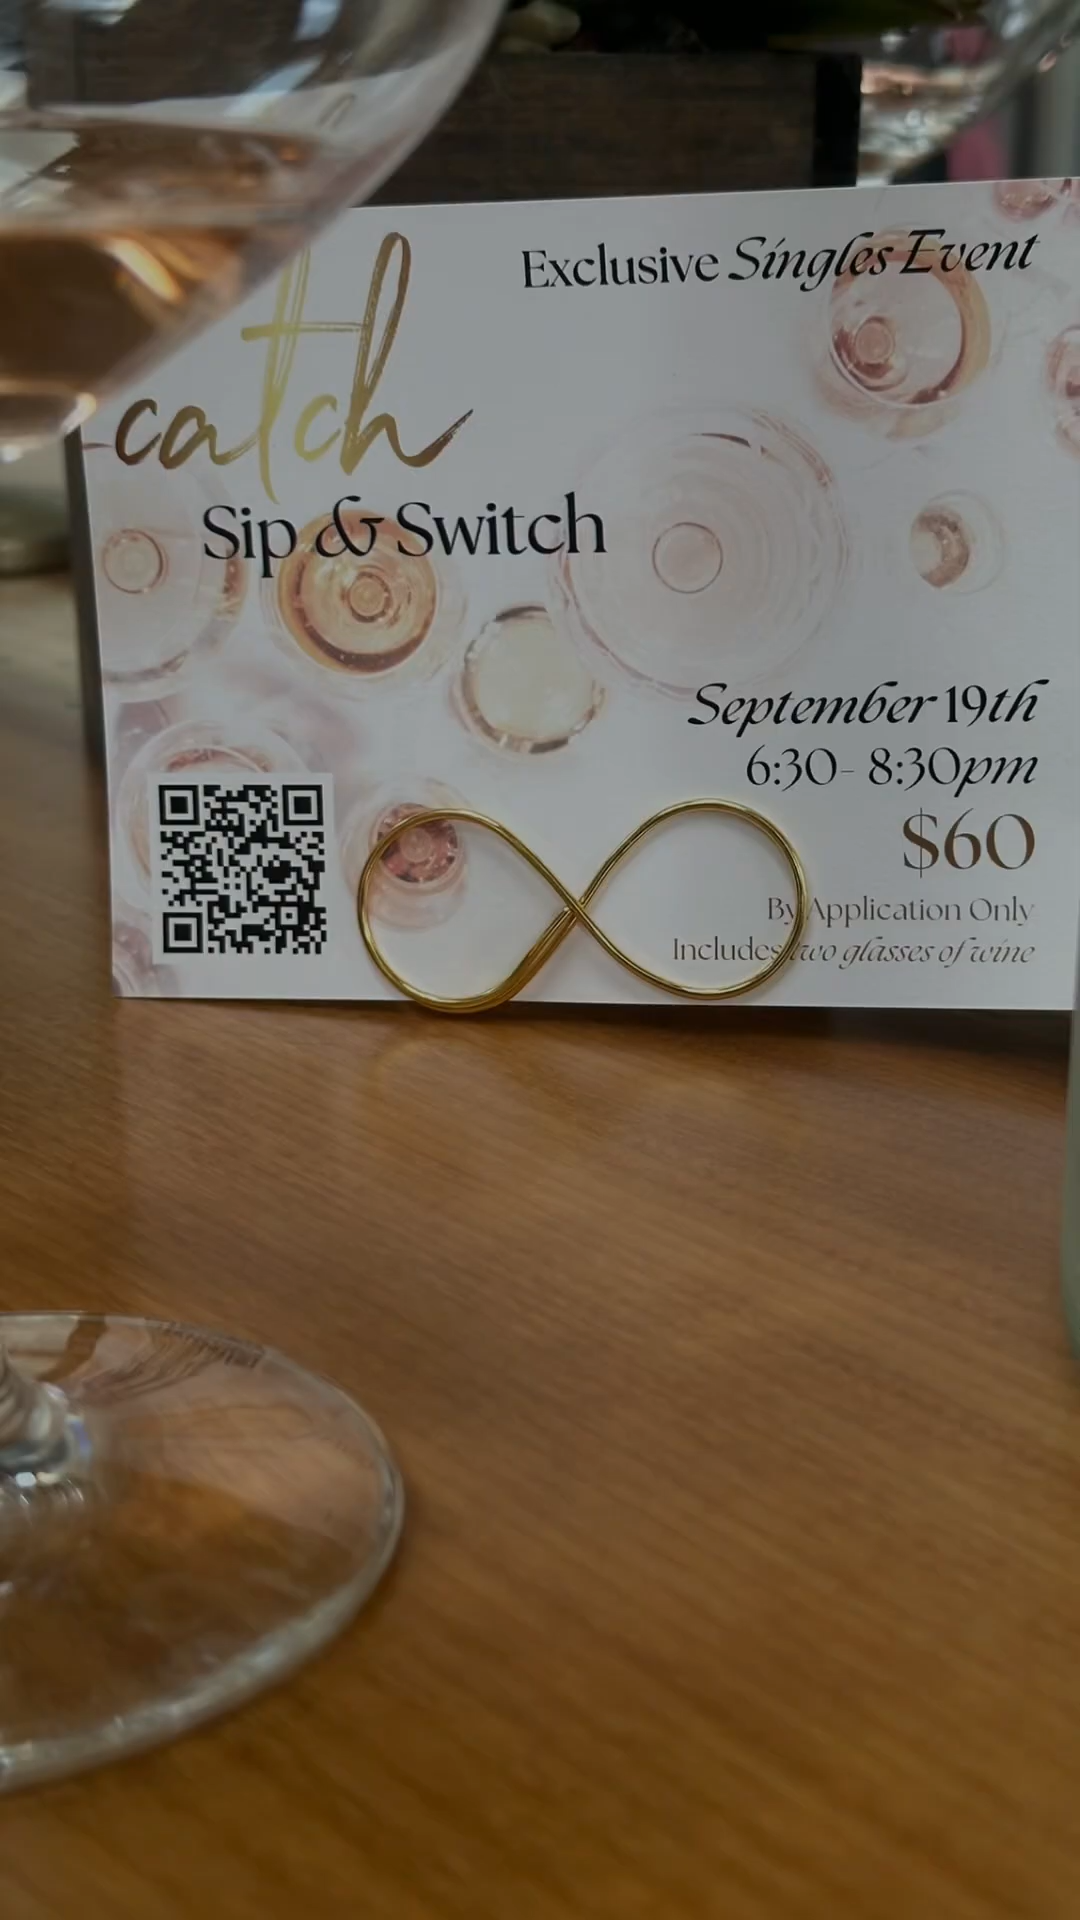 Exclusive Singles Event
catch
Sip & Switch
September 19th
6:30- 8:30pm
$60
By Application Only
Includes two glasses of wine